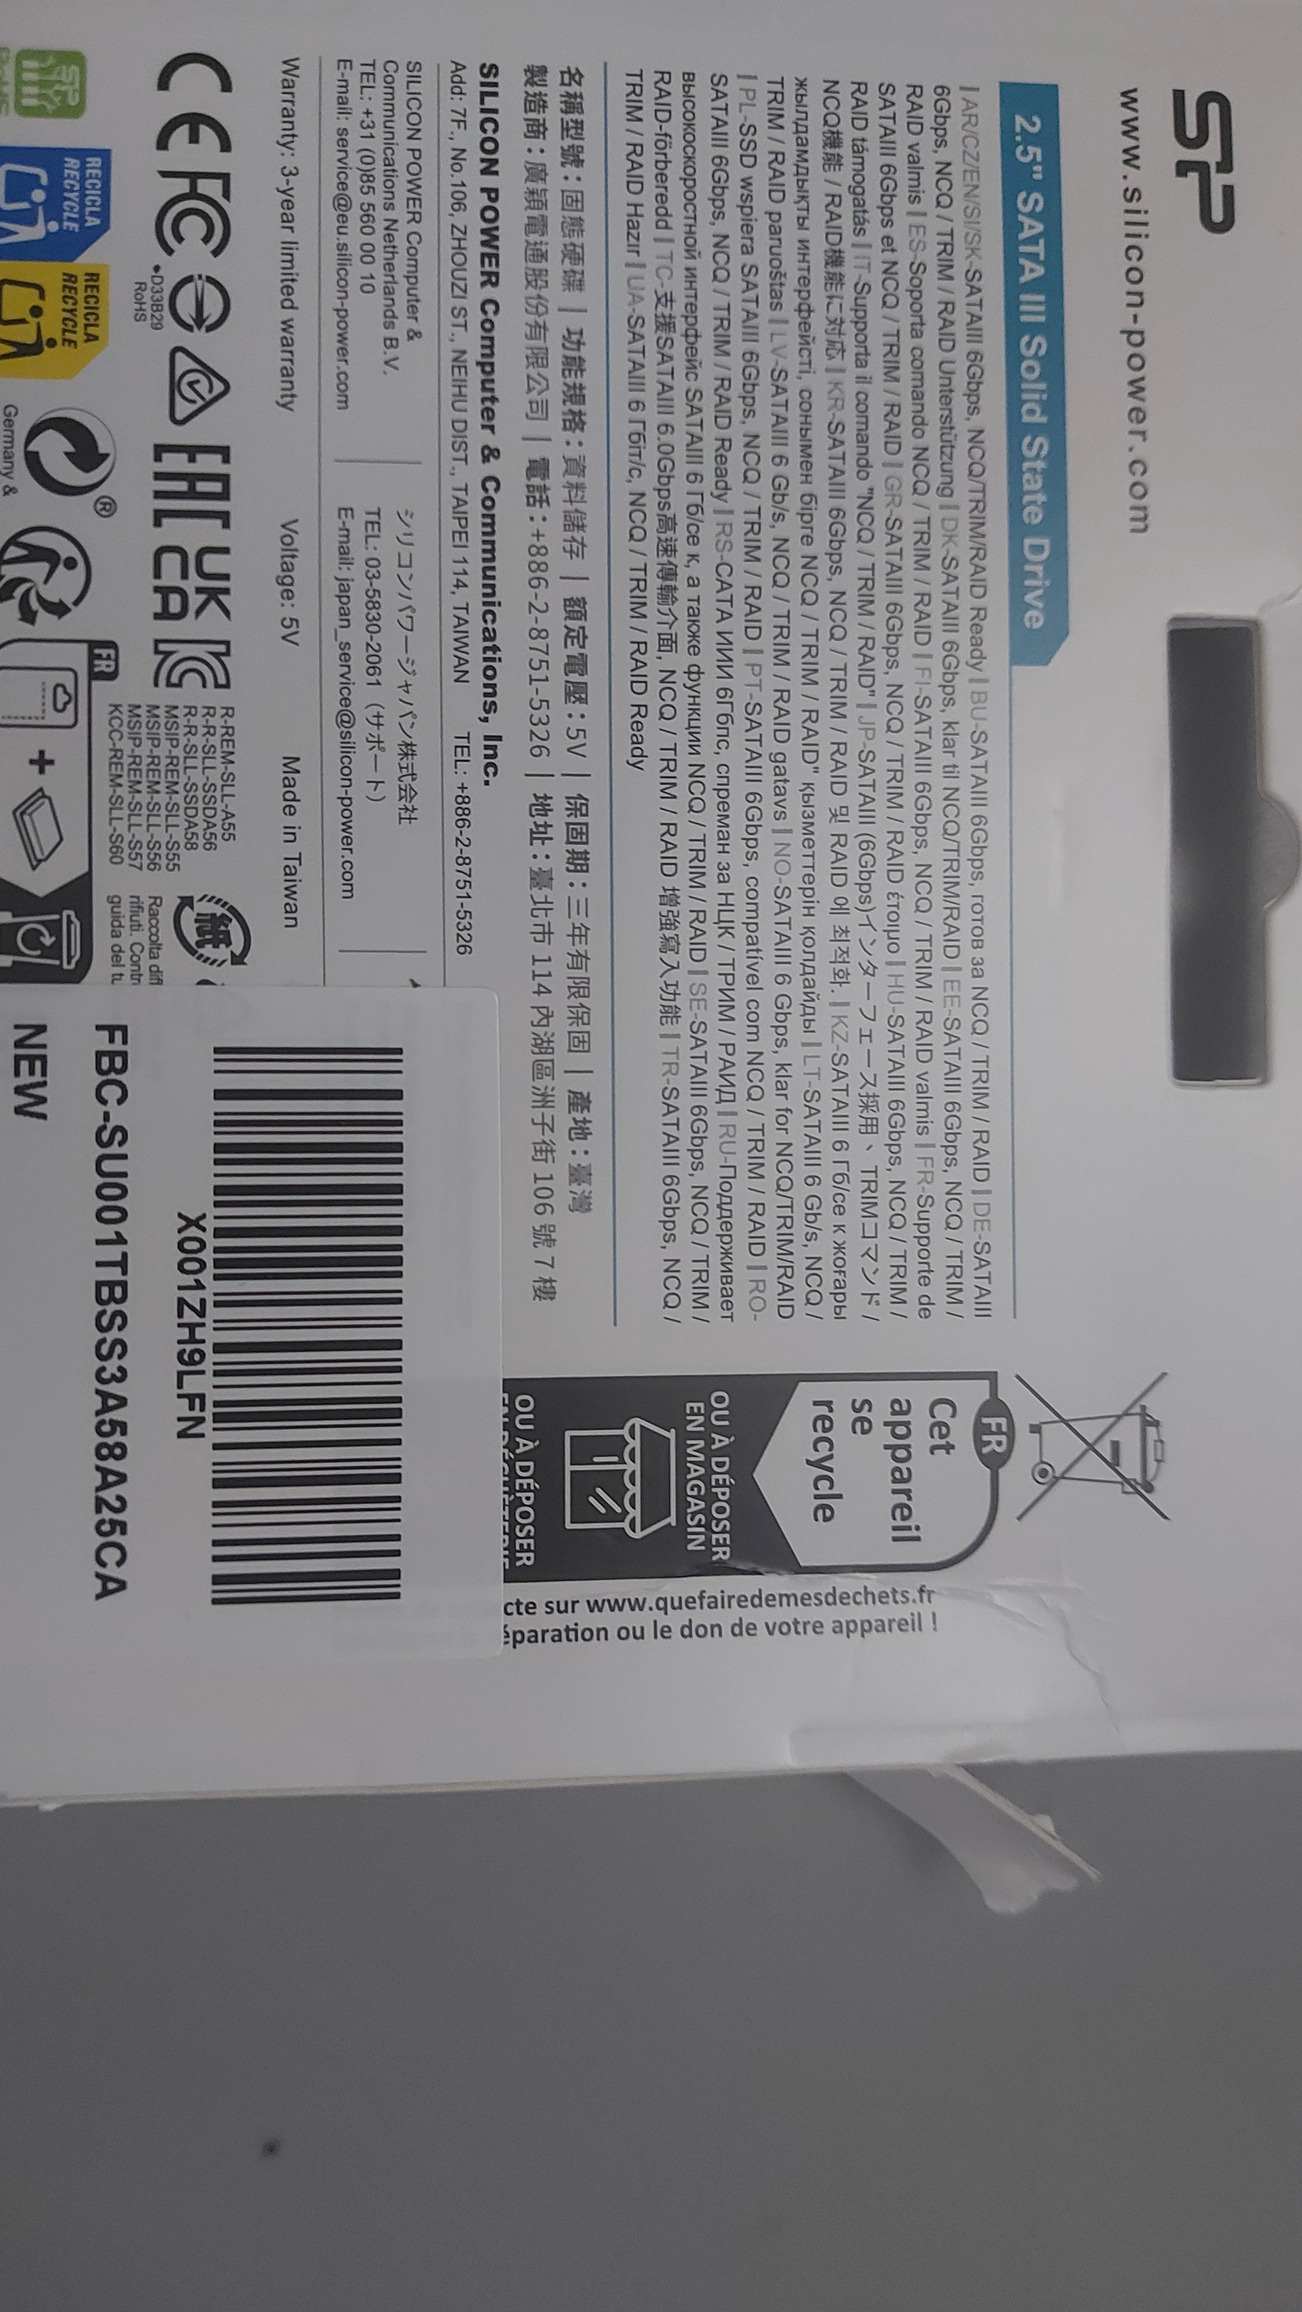 SP
www.silicon-power.com
2.5" SATA III Solid State Drive
| AR/CZ/EN/SI/SK-SATAIII 6Gbps, NCQ/TRIM/RAID Ready | BU-SATAIII 6Gbps, готов за NCQ / TRIM / RAID | DE-SATAIII
6Gbps, NCQ / TRIM / RAID Unterstützung | DK-SATAIII 6Gbps, klar til NCQ/TRIM/RAID | EE-SATAIII 6Gbps, NCQ / TRIM /
RAID valmis | ES-Soporta comando NCQ / TRIM / RAID | FI-SATAIII 6Gbps, NCQ / TRIM / RAID valmis | FR-Supporte de
SATAIII 6Gbps et NCQ / TRIM / RAID | GR-SATAIII 6Gbps, NCQ / TRIM / RAID έτοιμο | HU-SATAIII 6Gbps, NCQ / TRIM /
RAID támogatás | IT-Supporta il comando "NCQ / TRIM / RAID" | JP-SATAIII (6Gbps)インターフェース採用、TRIMコマンド /
NCQ機能 / RAID機能に対応 | KR-SATAIII 6Gbps, NCQ / TRIM / RAID 및 RAID 에 최적화. | KZ-SATAIII 6 Гб/се к жоғары
жылдамдықты интерфейсті, сонымен бірге NCQ / TRIM / RAID" қызметтерін қолдайды | LT-SATAIII 6 Gb/s, NCQ /
TRIM / RAID paruoštas | LV-SATAIII 6 Gb/s, NCQ / TRIM / RAID gatavs | NO-SATAIII 6 Gbps, klar for NCQ/TRIM/RAID
| PL-SSD wspiera SATAIII 6Gbps, NCQ / TRIM / RAID | PT-SATAIII 6Gbps, compatível com NCQ / TRIM / RAID | RO-
SATAIII 6Gbps, NCQ / TRIM / RAID Ready | RS-САТА ИИИ 6Гбпс, спреман за НЦК / ТРИМ / РАИД | RU-Поддерживает
высокоскоростной интерфейс SATAIII 6 Гб/се к, а также функции NCQ / TRIM / RAID | SE-SATAIII 6Gbps, NCQ / TRIM /
RAID-förberedd | TC-支援SATAIII 6.0Gbps高速傳輸介面, NCQ / TRIM / RAID 增強寫入功能 | TR-SATAIII 6Gbps, NCQ /
TRIM / RAID Hazır | UA-SATAIII 6 Гбіт/с, NCQ / TRIM / RAID Ready
名稱型號：固態硬碟 | 功能規格：資料儲存 | 額定電壓：5V | 保固期：三年有限保固 | 產地：臺灣
製造商：廣穎電通股份有限公司 | 電話：+886-2-8751-5326 | 地址：臺北市 114 內湖區洲子街 106 號 7 樓
SILICON POWER Computer & Communications, Inc.
Add: 7F., No.106, ZHOUZI ST., NEIHU DIST., TAIPEI 114, TAIWAN TEL: +886-2-8751-5326
SILICON POWER Computer &
Communications Netherlands B.V.
TEL: +31 (0)85 560 00 10
E-mail: service@eu.silicon-power.com
シリコンパワージャパン株式会社
TEL: 03-5830-2061 (サポート)
E-mail: japan_service@silicon-power.com
Warranty: 3-year limited warranty Voltage: 5V Made in Taiwan
CE FC EAC UK CA
•D33B29
RoHS
R-REM-SLL-A55
R-R-SLL-SSDA56
R-R-SLL-SSDA58
MSIP-REM-SLL-S55
MSIP-REM-SLL-S56
MSIP-REM-SLL-S57
KCC-REM-SLL-S60
紙
Raccolta dif
rifiuti. Contr
guida del tu
SP
RECICLA
RECYCLE
RECICLA
RECYCLE
®
Germany &
FR
+
FR
Cet
appareil
se
recycle
OU À DÉPOSER
EN MAGASIN
OU À DÉPOSER
EN DÉCHÈTERIE
cte sur www.quefairedemesdechets.fr
éparation ou le don de votre appareil !
X001ZH9LFN
FBC-SU001TBSS3A58A25CA
NEW